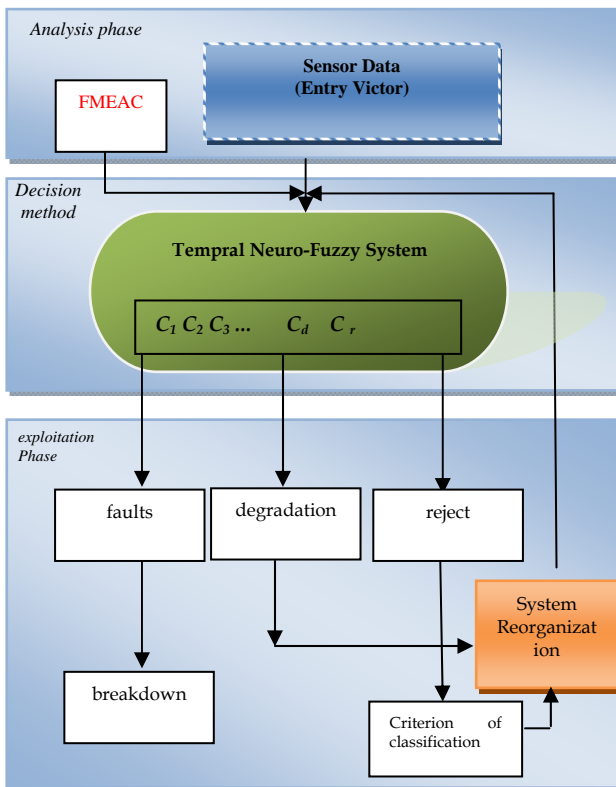 Analysis phase
Sensor Data
(Entry Victor)
FMEAC
Decision
method
Tempral Neuro-Fuzzy System
C1 C2 C3 ... Cd C r
exploitation
Phase
faults
degradation
reject
System
Reorganizat
ion
breakdown
Criterion of
classification